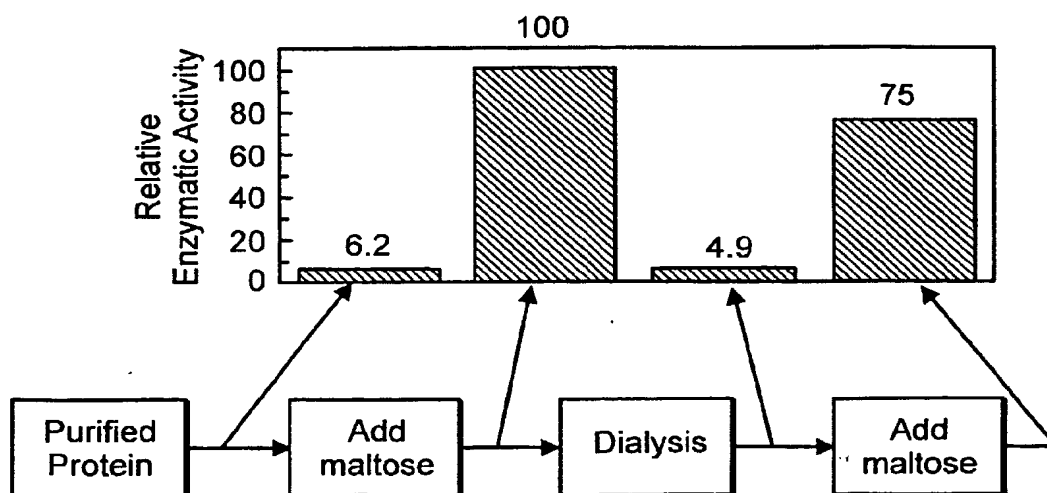 100
Relative
Enzymatic Activity
100
80
60
40
20
0
6.2
4.9
75
Purified
Protein
Add
maltose
Dialysis
Add
maltose